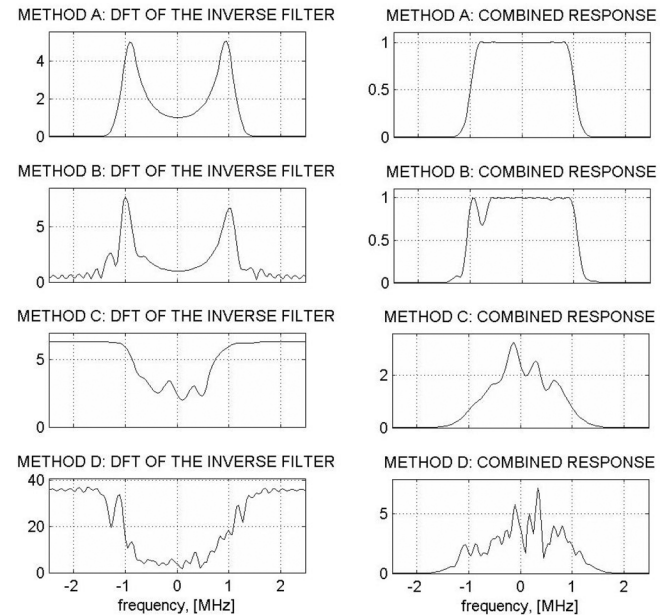 METHOD A: DFT OF THE INVERSE FILTER
METHOD A: COMBINED RESPONSE
4
2
0
1
0.5
0
METHOD B: DFT OF THE INVERSE FILTER
METHOD B: COMBINED RESPONSE
5
0
1
0.5
0
METHOD C: DFT OF THE INVERSE FILTER
METHOD C: COMBINED RESPONSE
5
0
2
0
METHOD D: DFT OF THE INVERSE FILTER
METHOD D: COMBINED RESPONSE
40
20
0
5
0
-2 -1 0 1 2
-2 -1 0 1 2
frequency, [MHz]
frequency, [MHz]